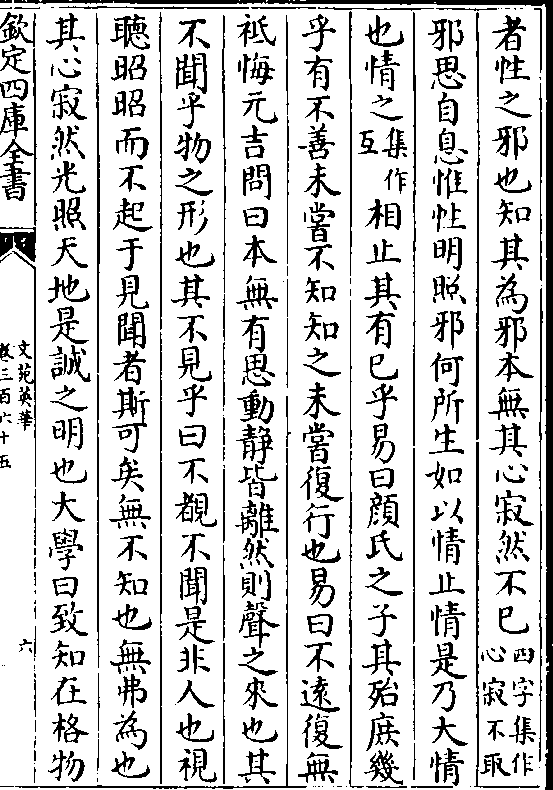 者性之邪也知其為邪本無其心寂然不已四字集作心寂不取
邪思自息惟性明照邪何所生如以情止情是乃大情
也情之集作互相止其有已乎易曰顔氏之子其殆庶幾
乎有不善未嘗不知知之未嘗復行也易曰不遠復無
祗悔元吉問曰本無有思動靜皆離然則聲之來也其
不聞乎物之形也其不見乎曰不覩不聞是非人也視
聽昭昭而不起于見聞者斯可矣無不知也無弗為也
其心寂然光照天地是誠之明也大學曰致知在格物
欽定四庫全書
文苑英華
卷三百六十五
六